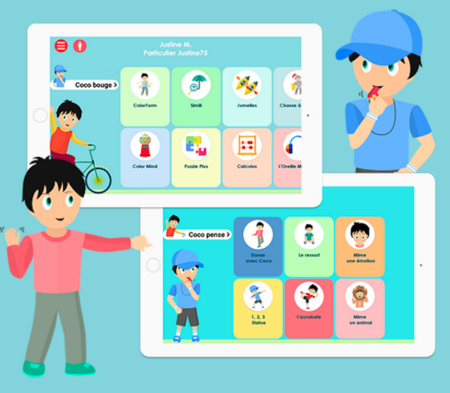 Justine M.
Particulier Justine75
Coco bouge >
ColorForm
Simili
Jumelles
Chasse à
Color Mind
Puzzle Plus
Calculus
l'Oreille M
Coco pense >
Danse
avec Coco
Le ressort
Mime
une émotion
1, 2, 3
Statue
L'acrobate
Mime
un animal